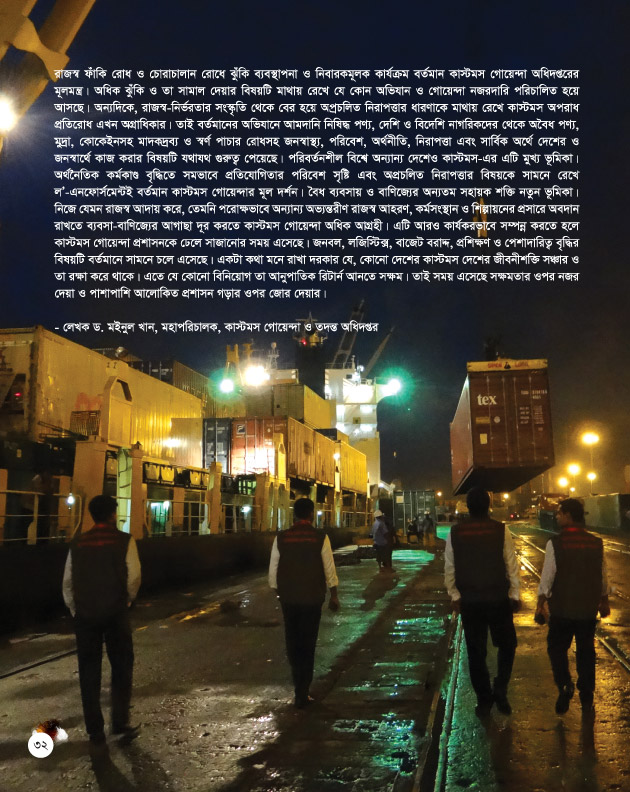 রাজস্ব ফাঁকি রোধ ও চোরাচালান রোধে ঝুঁকি ব্যবস্থাপনা ও নিবারকমূলক কার্যক্রম বর্তমান কাস্টমস গোয়েন্দা অধিদপ্তরের
মূলমন্ত্র। অধিক ঝুঁকি ও তা সামাল দেয়ার বিষয়টি মাথায় রেখে যে কোন অভিযান ও গোয়েন্দা নজরদারি পরিচালিত হয়ে
আসছে। অন্যদিকে, রাজস্ব-নির্ভরতার সংস্কৃতি থেকে বের হয়ে অপ্রচলিত নিরাপত্তার ধারণাকে মাথায় রেখে কাস্টমস অপরাধ
প্রতিরোধ এখন অগ্রাধিকার। তাই বর্তমানের অভিযানে আমদানি নিষিদ্ধ পণ্য, দেশি ও বিদেশি নাগরিকদের থেকে অবৈধ পণ্য,
মুদ্রা, কোকেইনসহ মাদকদ্রব্য ও স্বর্ণ পাচার রোধসহ জনস্বাস্থ্য, পরিবেশ, অর্থনীতি, নিরাপত্তা এবং সার্বিক অর্থে দেশের ও
জনস্বার্থে কাজ করার বিষয়টি যথাযথ গুরুত্ব পেয়েছে। পরিবর্তনশীল বিশ্বে অন্যান্য দেশেও কাস্টমস-এর এটি মুখ্য ভূমিকা।
অর্থনৈতিক কর্মকাণ্ড বৃদ্ধিতে সমভাবে প্রতিযোগিতার পরিবেশ সৃষ্টি এবং অপ্রচলিত নিরাপত্তার বিষয়কে সামনে রেখে
ল'-এনফোর্সমেন্টই বর্তমান কাস্টমস গোয়েন্দার মূল দর্শন। বৈধ ব্যবসায় ও বাণিজ্যের অন্যতম সহায়ক শক্তি নতুন ভূমিকা।
নিজে যেমন রাজস্ব আদায় করে, তেমনি পরোক্ষভাবে অন্যান্য অভ্যন্তরীণ রাজস্ব আহরণ, কর্মসংস্থান ও শিল্পায়নের প্রসারে অবদান
রাখতে ব্যবসা-বাণিজ্যের আগাছা দূর করতে কাস্টমস গোয়েন্দা অধিক আগ্রহী। এটি আরও কার্যকরভাবে সম্পন্ন করতে হলে
কাস্টমস গোয়েন্দা প্রশাসনকে ঢেলে সাজানোর সময় এসেছে। জনবল, লজিস্টিক্স, বাজেট বরাদ্দ, প্রশিক্ষণ ও পেশাদারিত্ব বৃদ্ধির
বিষয়টি বর্তমানে সামনে চলে এসেছে। একটা কথা মনে রাখা দরকার যে, কোনো দেশের কাস্টমস দেশের জীবনীশক্তি সঞ্চার ও
তা রক্ষা করে থাকে। এতে যে কোনো বিনিয়োগ তা আনুপাতিক রিটার্ন আনতে সক্ষম। তাই সময় এসেছে সক্ষমতার ওপর নজর
দেয়া ও পাশাপাশি আলোকিত প্রশাসন গড়ার ওপর জোর দেয়ার।
- লেখক ড. মইনুল খান, মহাপরিচালক, কাস্টমস গোয়েন্দা ও তদন্ত অধিদপ্তর
tex
৩২